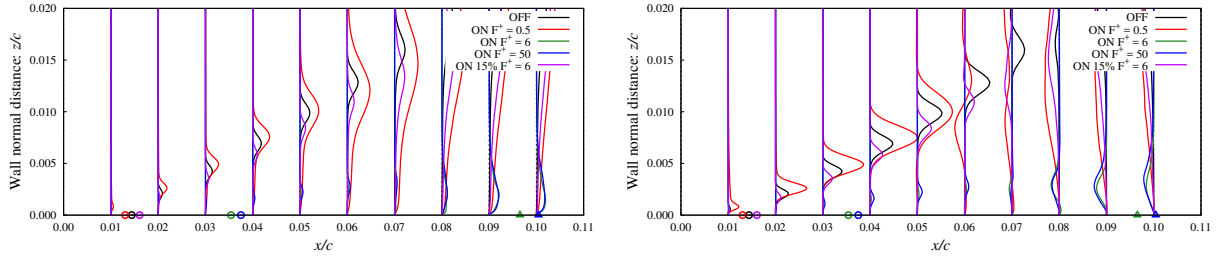 Wall normal distance: z/c
0.020
0.015
0.010
0.005
0.000
OFF
ON F+ = 0.5
ON F+ = 6
ON F+ = 50
ON 15% F+ = 6
0.00 0.01 0.02 0.03 0.04 0.05 0.06 0.07 0.08 0.09 0.10 0.11
x/c
Wall normal distance: z/c
0.020
0.015
0.010
0.005
0.000
OFF
ON F+ = 0.5
ON F+ = 6
ON F+ = 50
ON 15% F+ = 6
0.00 0.01 0.02 0.03 0.04 0.05 0.06 0.07 0.08 0.09 0.10 0.11
x/c